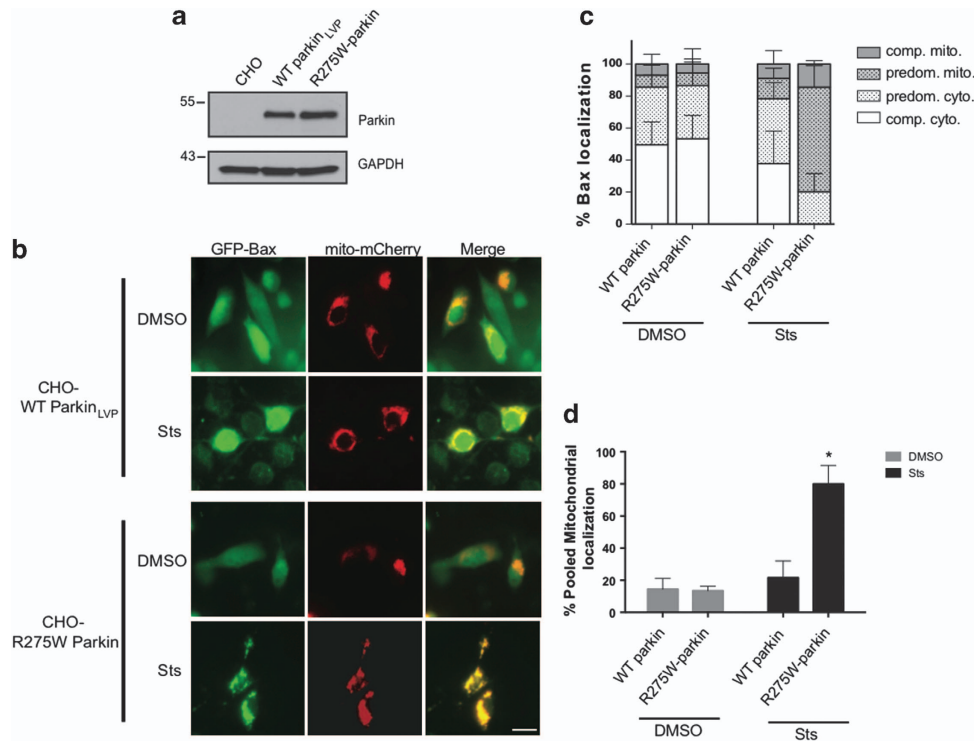 a
CHO
WT parkinLVP
R275W-parkin
55
Parkin
43
GAPDH
b
GFP-Bax
mito-mCherry
Merge
DMSO
CHO-
WT ParkinLVP
Sts
DMSO
CHO-
R275W Parkin
Sts
c
% Bax localization
100
80
60
40
20
0
WT parkin
R275W-parkin
WT parkin
R275W-parkin
DMSO
Sts
comp. mito.
predom. mito.
predom. cyto.
comp. cyto.
d
% Pooled Mitochondrial
localization
100
80
60
40
20
0
*
DMSO
Sts
WT parkin
R275W-parkin
WT parkin
R275W-parkin
DMSO
Sts